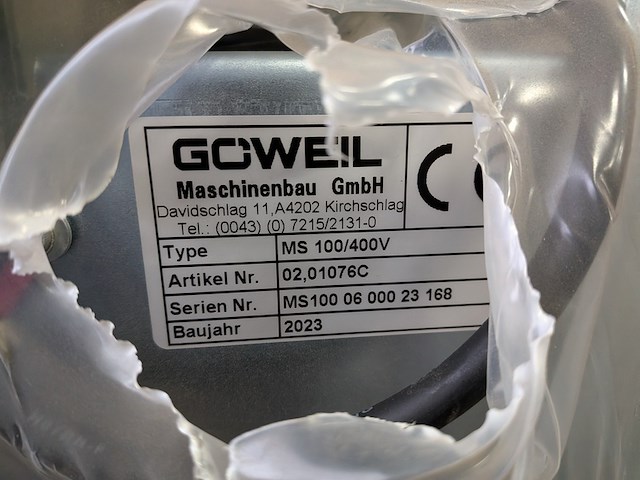 GÖWEIL
Maschinenbau GmbH
Davidschlag 11,A4202 Kirchschlag
Tel.: (0043) (0) 7215/2131-0
CE
Type MS 100/400V
Artikel Nr. 02,01076C
Serien Nr. MS100 06 000 23 168
Baujahr 2023